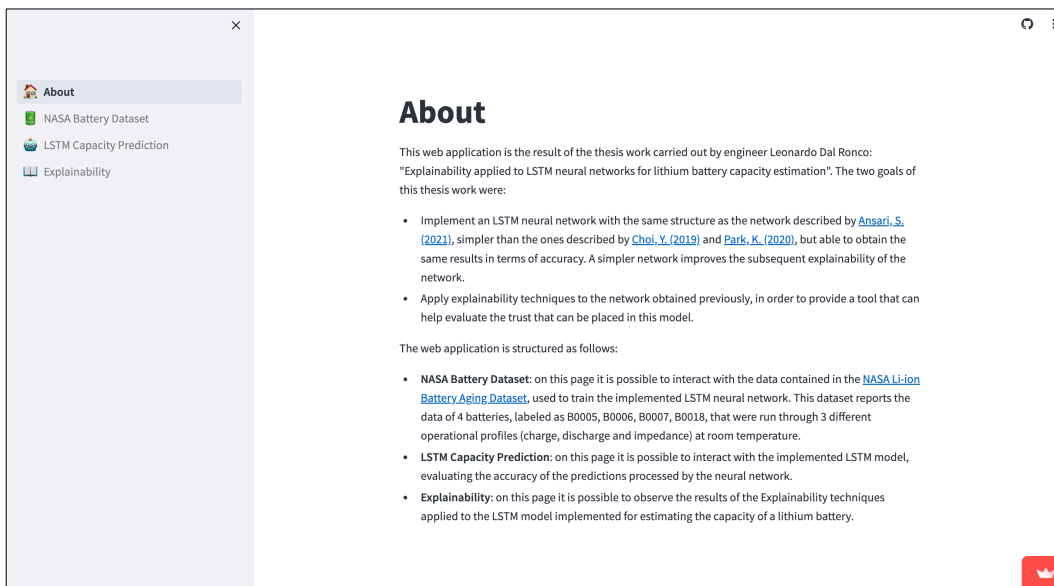 About
NASA Battery Dataset
LSTM Capacity Prediction
Explainability
About
This web application is the result of the thesis work carried out by engineer Leonardo Dal Ronco:
"Explainability applied to LSTM neural networks for lithium battery capacity estimation". The two goals of
this thesis work were:
• Implement an LSTM neural network with the same structure as the network described by Ansari, S.
(2021), simpler than the ones described by Choi, Y. (2019) and Park, K. (2020), but able to obtain the
same results in terms of accuracy. A simpler network improves the subsequent explainability of the
network.
• Apply explainability techniques to the network obtained previously, in order to provide a tool that can
help evaluate the trust that can be placed in this model.
The web application is structured as follows:
• NASA Battery Dataset: on this page it is possible to interact with the data contained in the NASA Li-ion
Battery Aging Dataset, used to train the implemented LSTM neural network. This dataset reports the
data of 4 batteries, labeled as B0005, B0006, B0007, B0018, that were run through 3 different
operational profiles (charge, discharge and impedance) at room temperature.
• LSTM Capacity Prediction: on this page it is possible to interact with the implemented LSTM model,
evaluating the accuracy of the predictions processed by the neural network.
• Explainability: on this page it is possible to observe the results of the Explainability techniques
applied to the LSTM model implemented for estimating the capacity of a lithium battery.